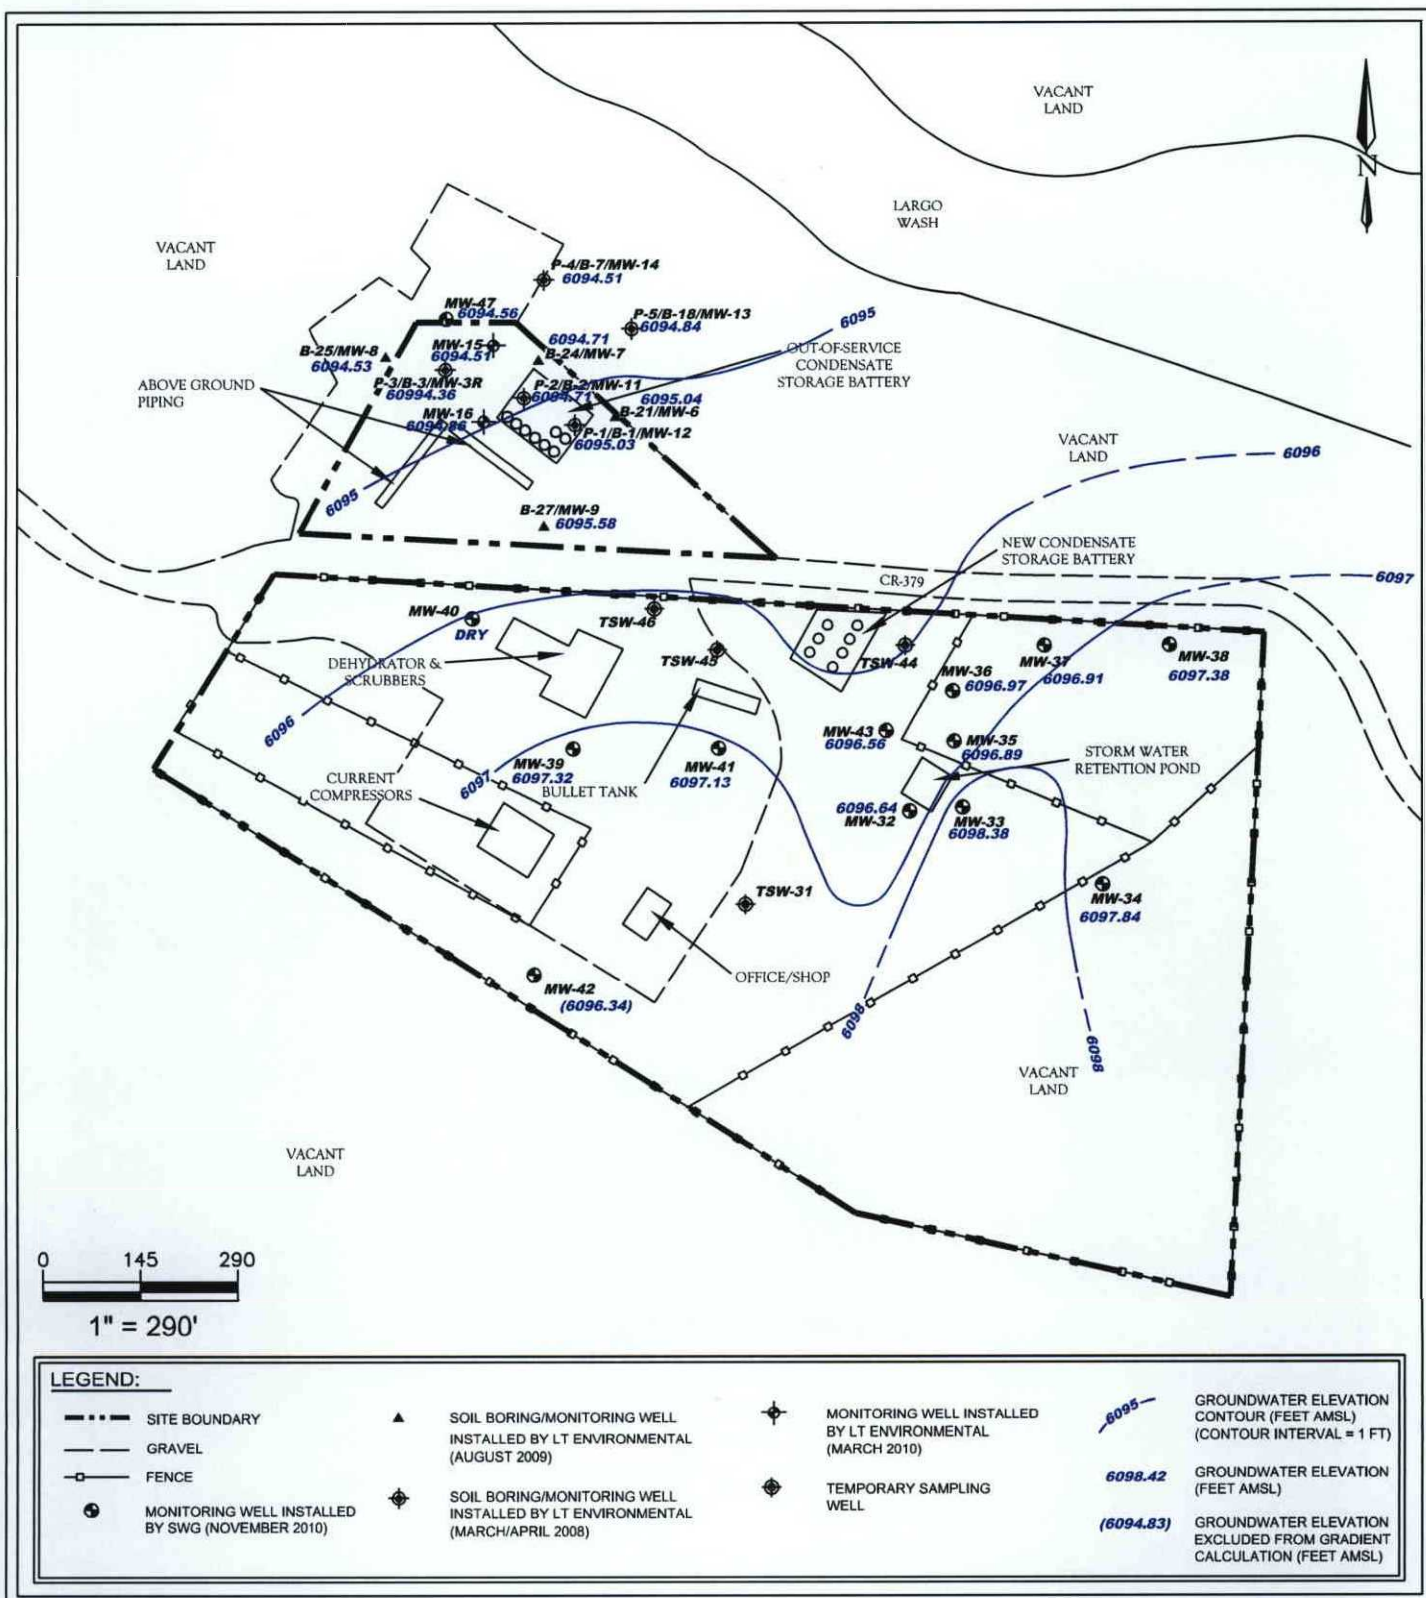 VACANT
LAND
N
LARGO
WASH
VACANT
LAND
P-4/B-7/MW-14
6094.51
MW-47
6094.56
P-5/B-18/MW-13
6094.84
6095
MW-15
6094.51
6094.71
B-24/MW-7
B-25/MW-8
6094.53
OUT-OF-SERVICE
CONDENSATE
STORAGE BATTERY
P-3/B-3/MW-3R
60994.36
P-2/B-2/MW-11
6094.71
ABOVE GROUND
PIPING
6095.04
B-21/MW-6
MW-16
6094.86
P-1/B-1/MW-12
6095.03
VACANT
LAND
6096
6095
B-27/MW-9
6095.58
NEW CONDENSATE
STORAGE BATTERY
CR-379
6097
MW-40
DRY
TSW-46
TSW-45
TSW-44
MW-36
6096.97
MW-37
6096.91
MW-38
6097.38
DEHYDRATOR &
SCRUBBERS
6096
MW-43
6096.56
MW-35
6096.89
STORM WATER
RETENTION POND
MW-39
6097.32
6097
MW-41
6097.13
CURRENT
COMPRESSORS
BULLET TANK
6096.64
MW-32
MW-33
6098.38
TSW-31
MW-34
6097.84
OFFICE/SHOP
MW-42
(6096.34)
6098
6098
VACANT
LAND
VACANT
LAND
0 145 290
1" = 290'
LEGEND:
SITE BOUNDARY
GRAVEL
FENCE
MONITORING WELL INSTALLED
BY SWG (NOVEMBER 2010)
SOIL BORING/MONITORING WELL
INSTALLED BY LT ENVIRONMENTAL
(AUGUST 2009)
SOIL BORING/MONITORING WELL
INSTALLED BY LT ENVIRONMENTAL
(MARCH/APRIL 2008)
MONITORING WELL INSTALLED
BY LT ENVIRONMENTAL
(MARCH 2010)
TEMPORARY SAMPLING
WELL
6095
GROUNDWATER ELEVATION
CONTOUR (FEET AMSL)
(CONTOUR INTERVAL = 1 FT)
6098.42
GROUNDWATER ELEVATION
(FEET AMSL)
(6094.83)
GROUNDWATER ELEVATION
EXCLUDED FROM GRADIENT
CALCULATION (FEET AMSL)